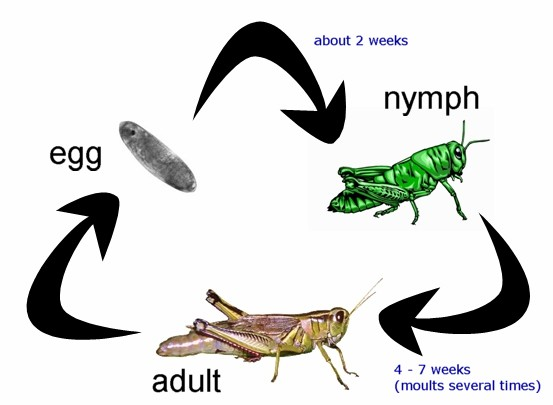 about 2 weeks
nymph
egg
4 - 7 weeks
(moults several times)
adult